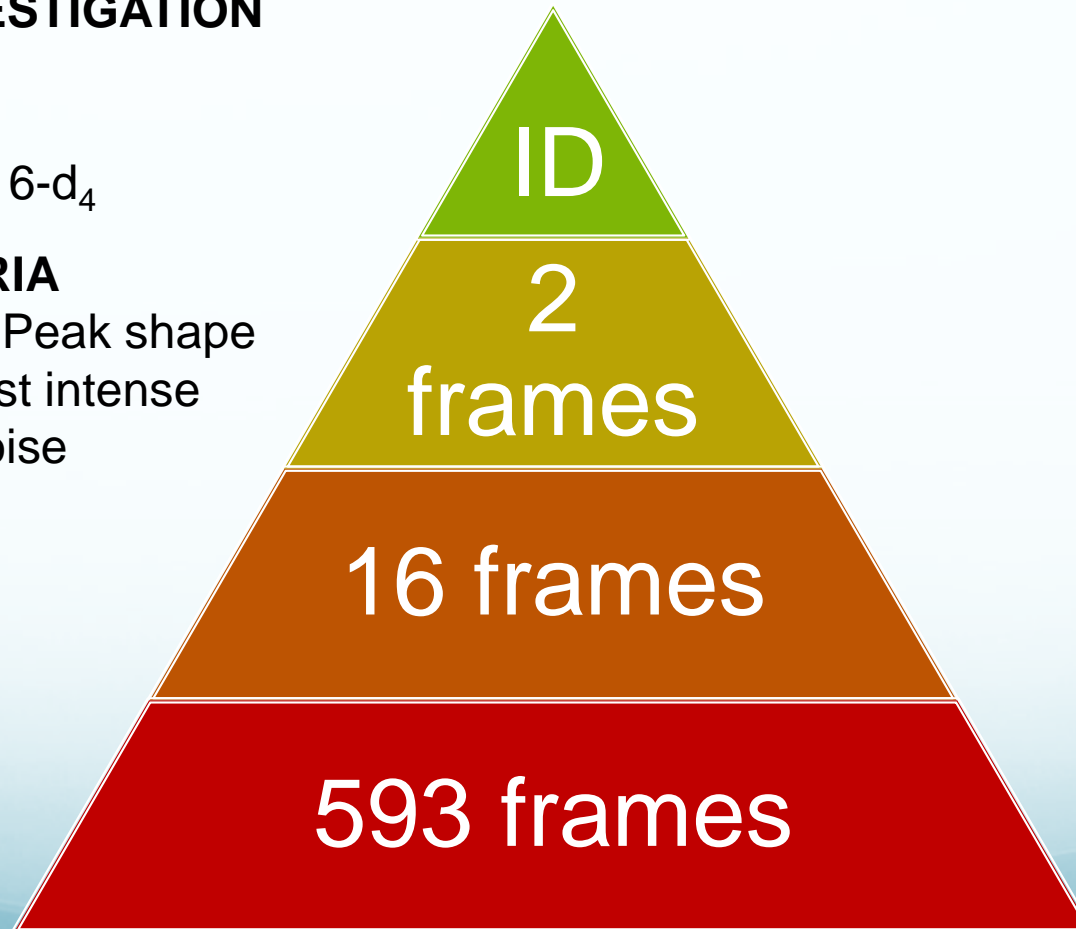 ESTIGATION
6-d₄
RIA
Peak shape
st intense
oise
ID
2
frames
16 frames
593 frames